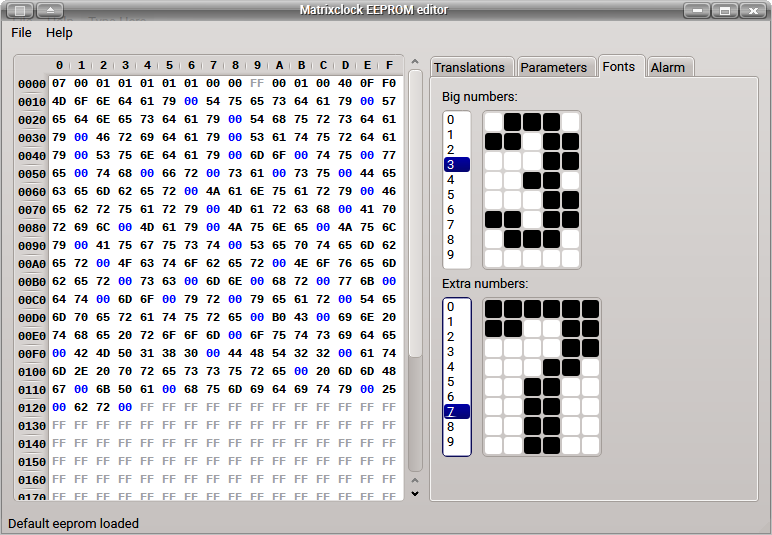 Matrixclock EEPROM editor
File Help
0 1 2 3 4 5 6 7 8 9 A B C D E F
0000 07 00 01 01 01 01 01 00 00 FF 00 01 00 40 0F F0
0010 4D 6F 6E 64 61 79 00 54 75 65 73 64 61 79 00 57
0020 65 64 6E 65 73 64 61 79 00 54 68 75 72 73 64 61
0030 79 00 46 72 69 64 61 79 00 53 61 74 75 72 64 61
0040 79 00 53 75 6E 64 61 79 00 6D 6F 00 74 75 00 77
0050 65 00 74 68 00 66 72 00 73 61 00 73 75 00 44 65
0060 63 65 6D 62 65 72 00 4A 61 6E 75 61 72 79 00 46
0070 65 62 72 75 61 72 79 00 4D 61 72 63 68 00 41 70
0080 72 69 6C 00 4D 61 79 00 4A 75 6E 65 00 4A 75 6C
0090 79 00 41 75 67 75 73 74 00 53 65 70 74 65 6D 62
00A0 65 72 00 4F 63 74 6F 62 65 72 00 4E 6F 76 65 6D
00B0 62 65 72 00 73 63 00 6D 6E 00 68 72 00 77 6B 00
00C0 64 74 00 6D 6F 00 79 72 00 79 65 61 72 00 54 65
00D0 6D 70 65 72 61 74 75 72 65 00 B0 43 00 69 6E 20
00E0 74 68 65 20 72 6F 6F 6D 00 6F 75 74 73 69 64 65
00F0 00 42 4D 50 31 38 30 00 44 48 54 32 32 00 61 74
0100 6D 2E 20 70 72 65 73 73 75 72 65 00 20 6D 6D 48
0110 67 00 6B 50 61 00 68 75 6D 69 64 69 74 79 00 25
0120 00 62 72 00 FF FF FF FF FF FF FF FF FF FF FF FF
0130 FF FF FF FF FF FF FF FF FF FF FF FF FF FF FF FF
0140 FF FF FF FF FF FF FF FF FF FF FF FF FF FF FF FF
0150 FF FF FF FF FF FF FF FF FF FF FF FF FF FF FF FF
0160 FF FF FF FF FF FF FF FF FF FF FF FF FF FF FF FF
0170 FF FF FF FF FF FF FF FF FF FF FF FF FF FF FF FF
Translations Parameters Fonts Alarm
Big numbers:
0
1
2
3
4
5
6
7
8
9
Extra numbers:
0
1
2
3
4
5
6
7
8
9
Default eeprom loaded